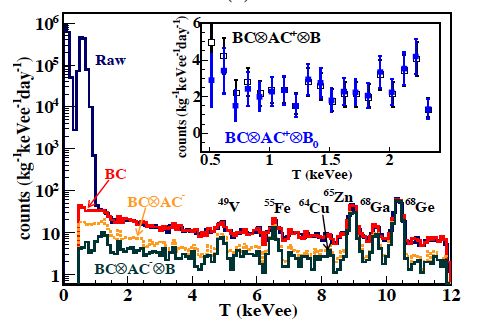 10⁶
10⁵
10⁴
10³
10²
10
1
counts (kg⁻¹keVee⁻¹day⁻¹)
Raw
BC
BC⊗AC⁻
BC⊗AC⁻⊗B
⁴⁹V
⁵⁵Fe
⁶⁴Cu
⁶⁵Zn
⁶⁸Ga
⁶⁸Ge
0 2 4 6 8 10 12
T (keVee)
6
4
2
0
counts (kg⁻¹keVee⁻¹day⁻¹)
BC⊗AC⁺⊗B
BC⊗AC⁺⊗B₀
0.5 1 1.5 2
T (keVee)